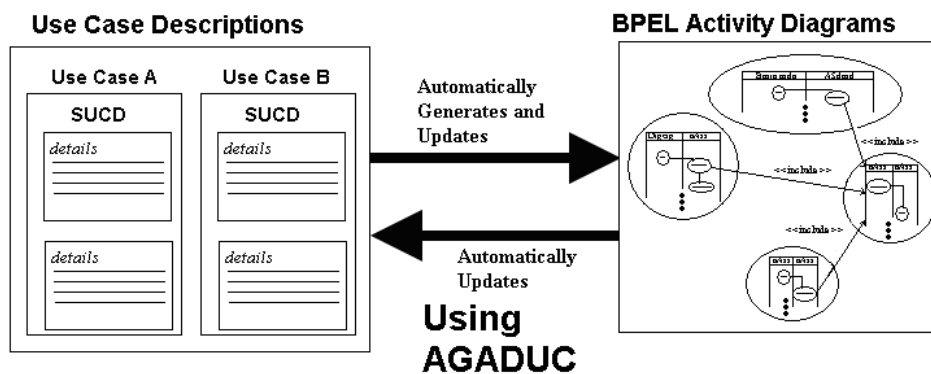 Use Case Descriptions
Use Case A
SUCD
details
details
Use Case B
SUCD
details
details
Automatically
Generates and
Updates
Automatically
Updates
Using
AGADUC
BPEL Activity Diagrams
<<include>>
<<include>>
<<include>>